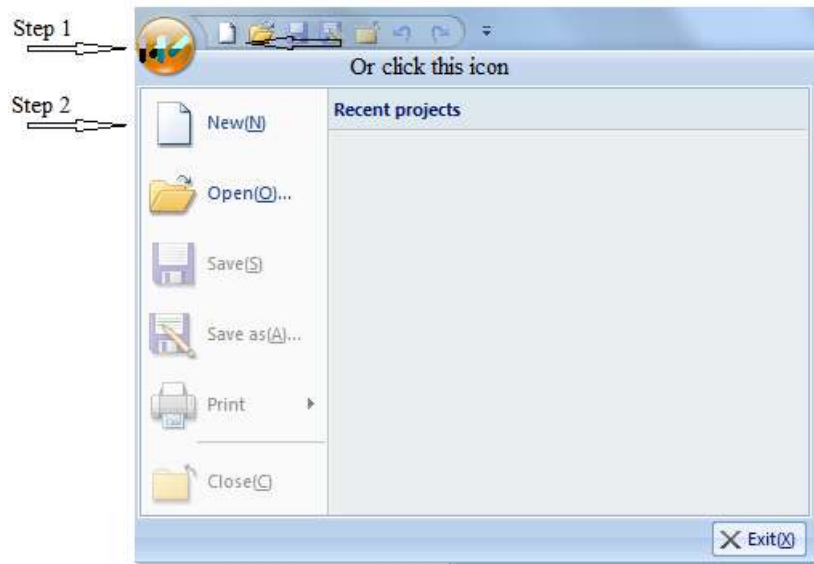 Step 1
Or click this icon
Step 2
New(N)
Recent projects
Open(O)...
Save(S)
Save as(A)...
Print
Close(C)
Exit(X)